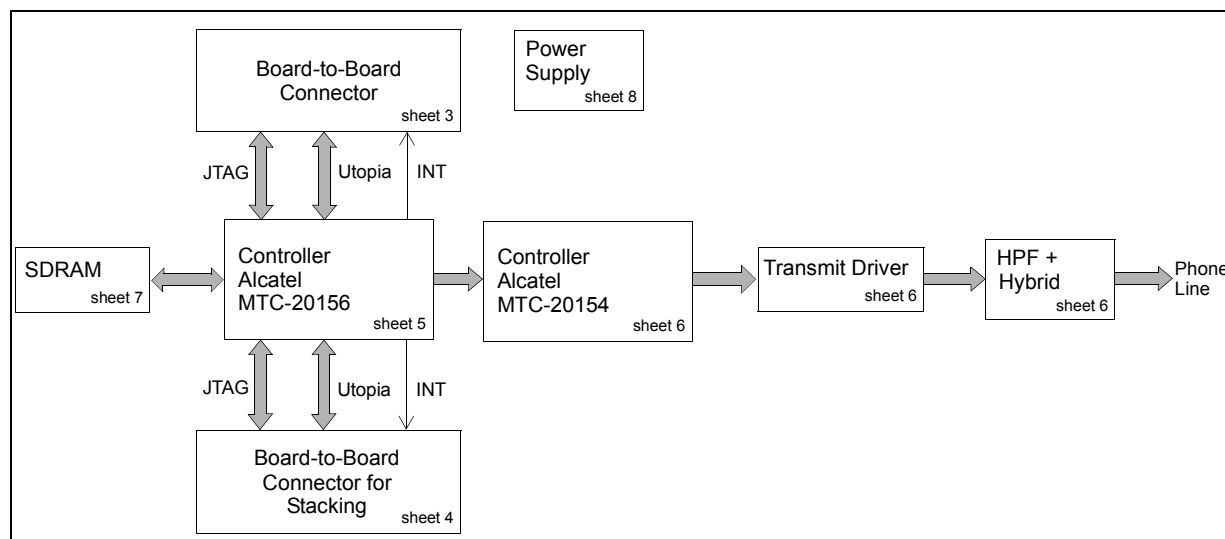 Board-to-Board
Connector
sheet 3
Power
Supply
sheet 8
JTAG
Utopia
INT
SDRAM
sheet 7
Controller
Alcatel
MTC-20156
sheet 5
Controller
Alcatel
MTC-20154
sheet 6
Transmit Driver
sheet 6
HPF +
Hybrid
sheet 6
Phone
Line
JTAG
Utopia
INT
Board-to-Board
Connector for
Stacking
sheet 4